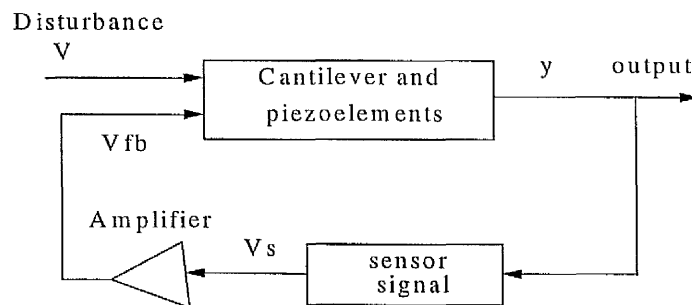 Disturbance
V
Cantilever and
piezoelements
y
output
Vfb
Amplifier
Vs
sensor
signal